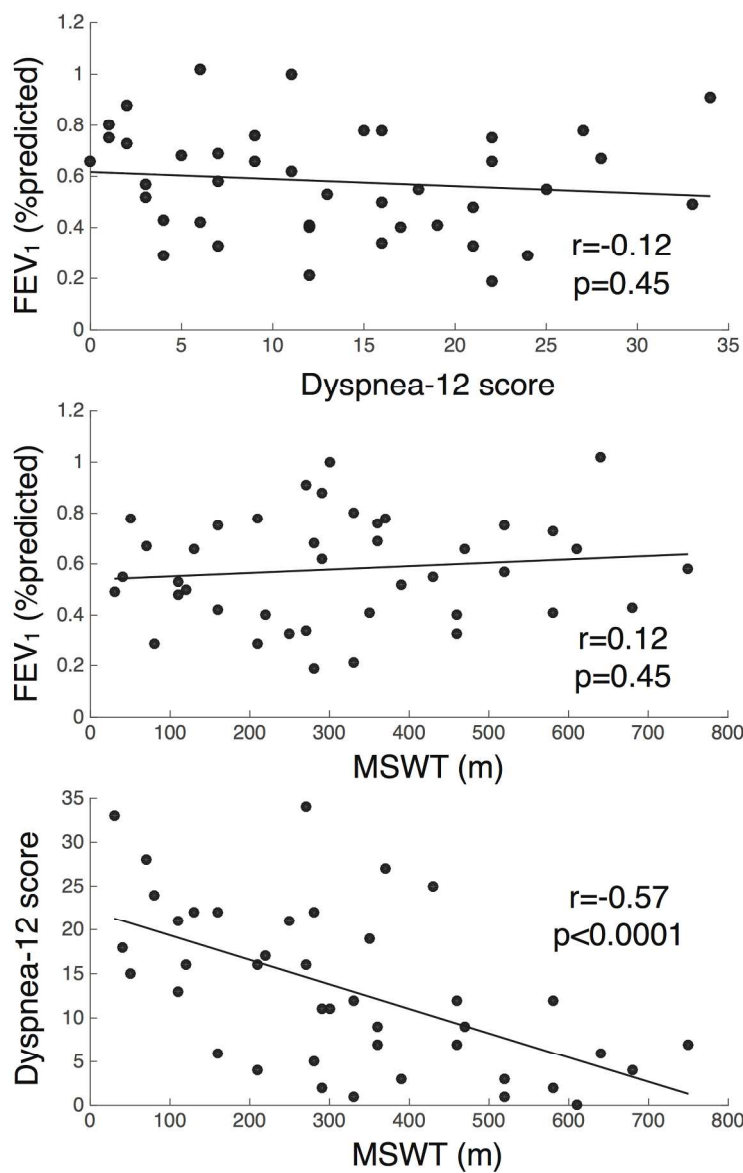 1.2
1
0.8
0.6
0.4
0.2
0
FEV₁ (%predicted)
r=-0.12
p=0.45
0 5 10 15 20 25 30 35
Dyspnea-12 score
1.2
1
0.8
0.6
0.4
0.2
0
FEV₁ (%predicted)
r=0.12
p=0.45
0 100 200 300 400 500 600 700 800
MSWT (m)
35
30
25
20
15
10
5
0
Dyspnea-12 score
r=-0.57
p<0.0001
0 100 200 300 400 500 600 700 800
MSWT (m)